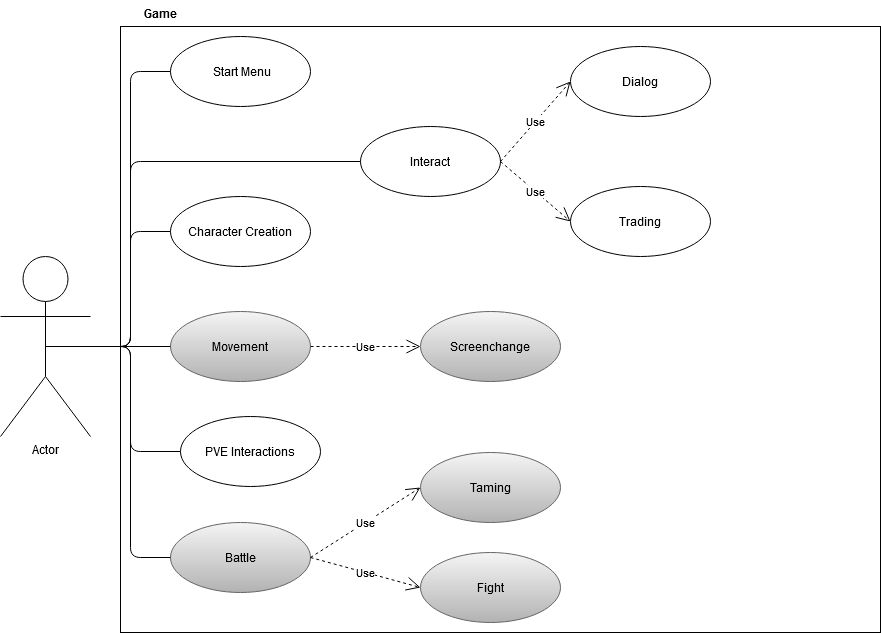 Game
Start Menu
Dialog
Use
Interact
Use
Trading
Character Creation
Movement
Use
Screenchange
Actor
PVE Interactions
Taming
Use
Battle
Use
Fight